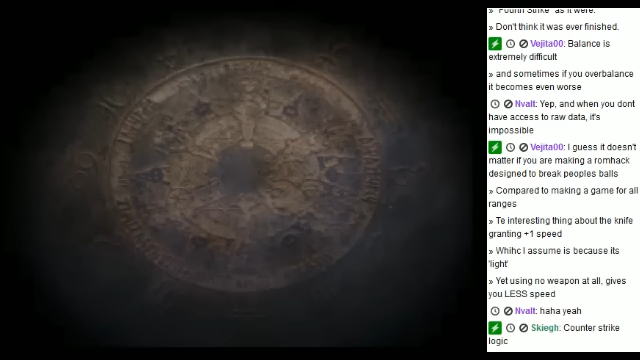 » "Fourth Strike" as it were.
» Don't think it was ever finished.
Vejita00: Balance is
extremely difficult
» and sometimes if you overbalance
it becomes even worse
Nvalt: Yep, and when you dont
have access to raw data, it's
impossible
Vejita00: I guess it doesn't
matter if you are making a romhack
designed to break peoples balls
» Compared to making a game for all
ranges
» Te interesting thing about the knife
granting +1 speed
» Whihc I assume is because its
'light'
» Yet using no weapon at all, gives
you LESS speed
Nvalt: haha yeah
Skiegh: Counter strike
logic